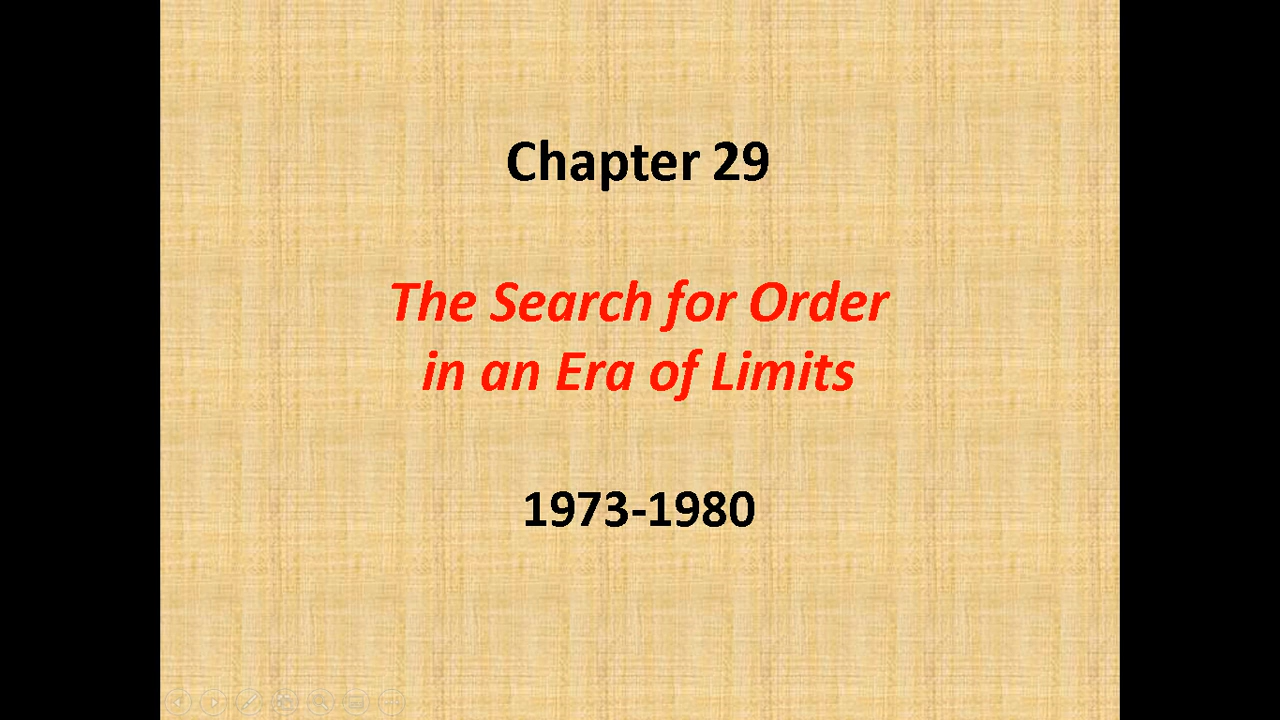 Chapter 29
The Search for Order
in an Era of Limits
1973-1980